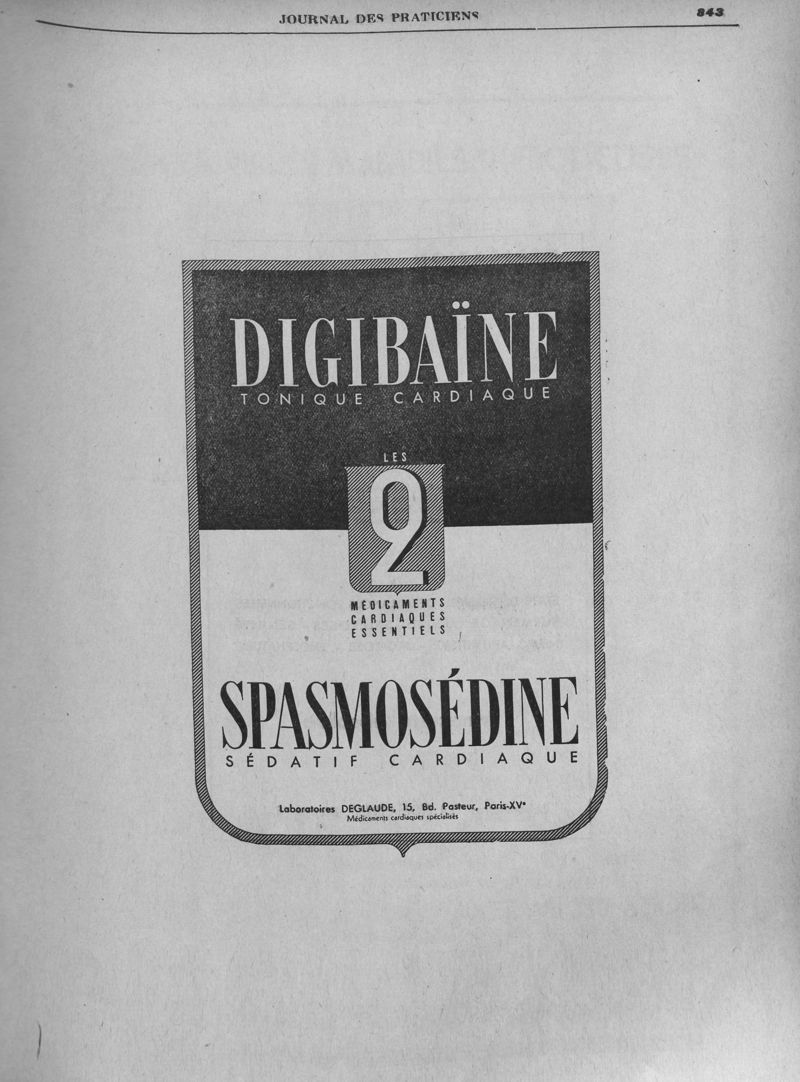 JOURNAL DES PRATICIENS
843
DIGIBAÏNE
TONIQUE CARDIAQUE
LES
2
MÉDICAMENTS
CARDIAQUES
ESSENTIELS
SPASMOSÉDINE
SÉDATIF CARDIAQUE
Laboratoires DEGLAUDE, 15, Bd. Pasteur, Paris-XVe
Médicaments cardiaques spécialisés